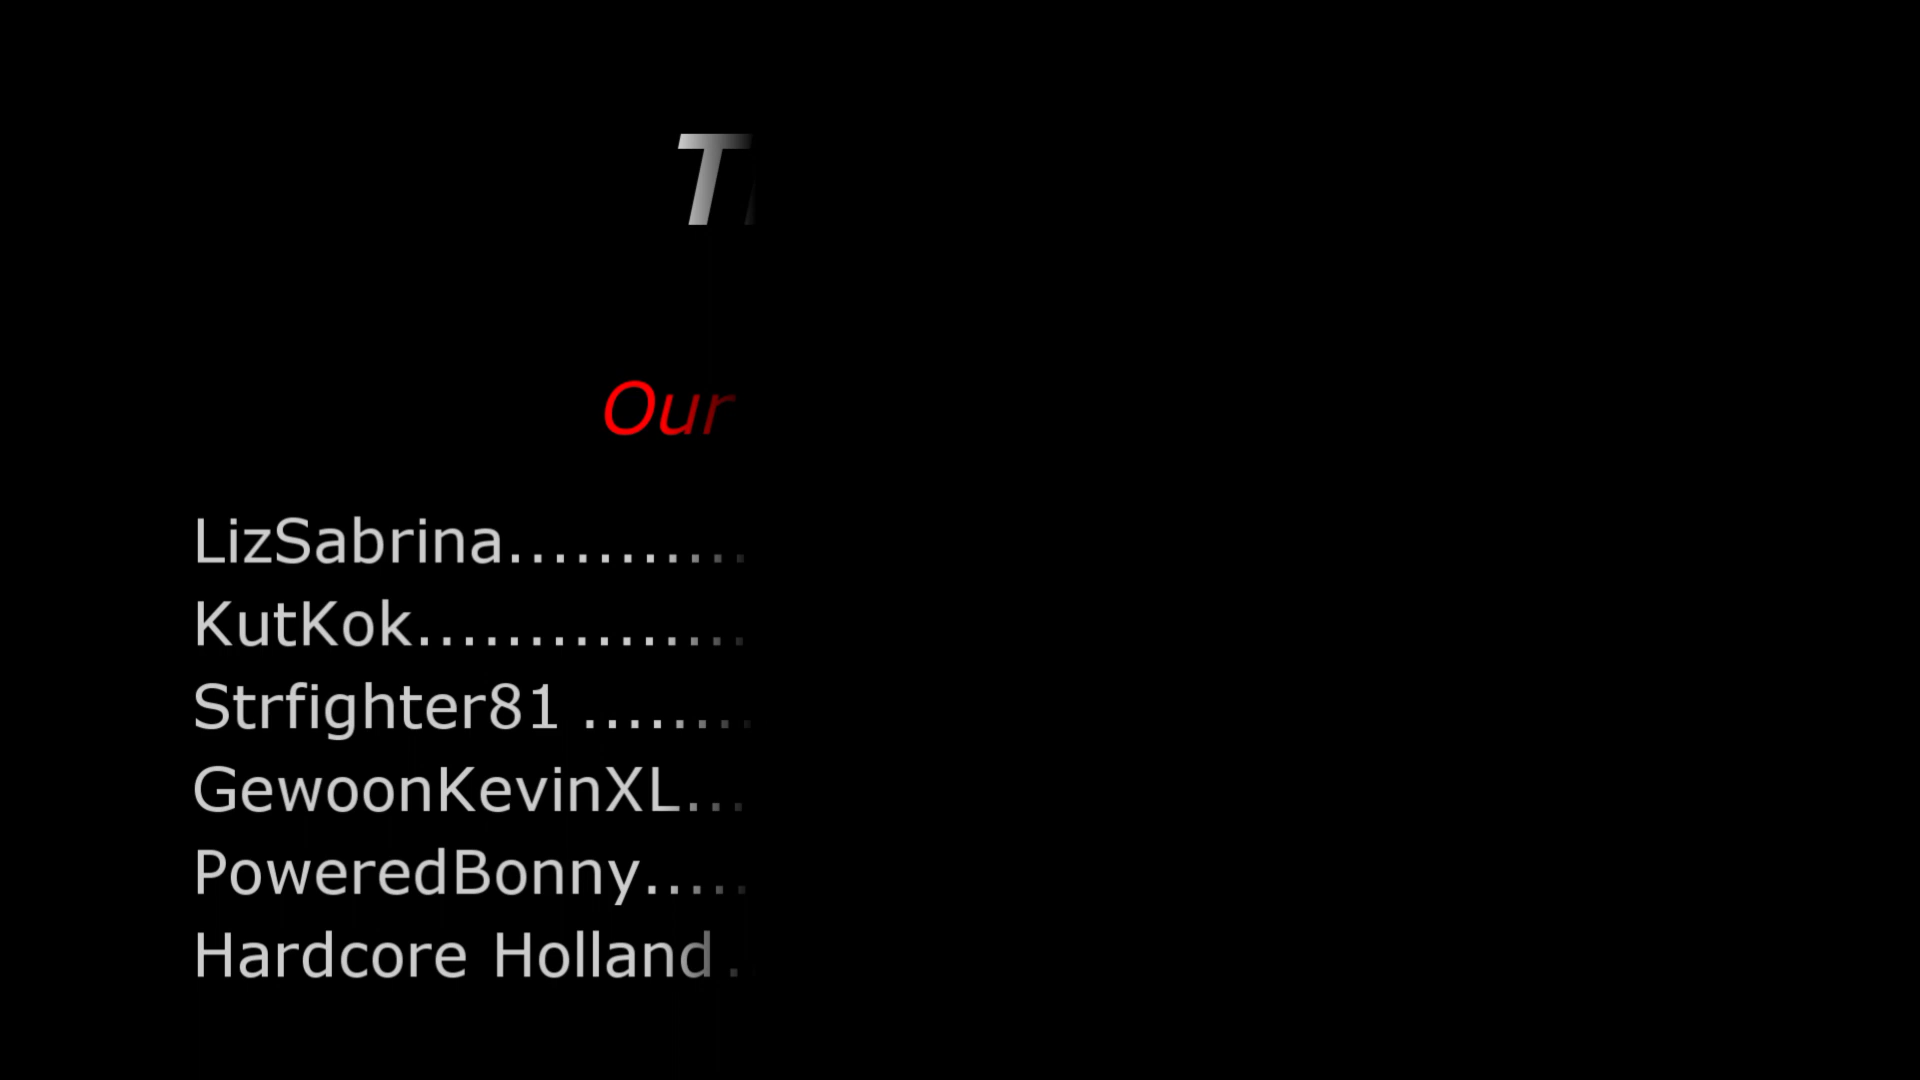 Our
LizSabrina...........
KutKok...............
Strfighter81 ........
GewoonKevinXL...
PoweredBonny.....
Hardcore Holland .